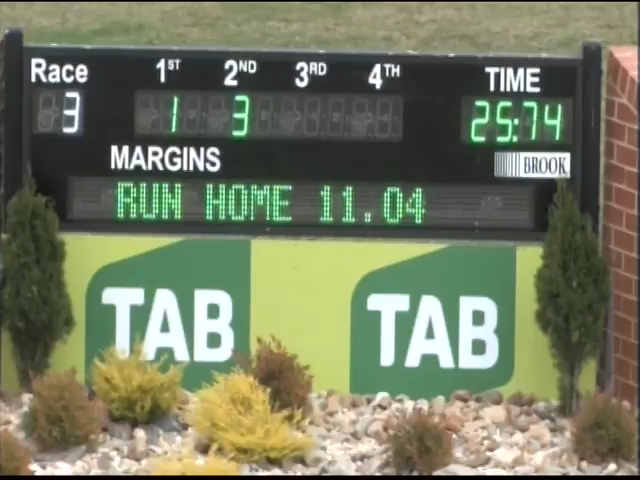 Race 1ST 2ND 3RD 4TH TIME
3 1 3 25:74
MARGINS BROOK
RUN HOME 11.04
TAB TAB